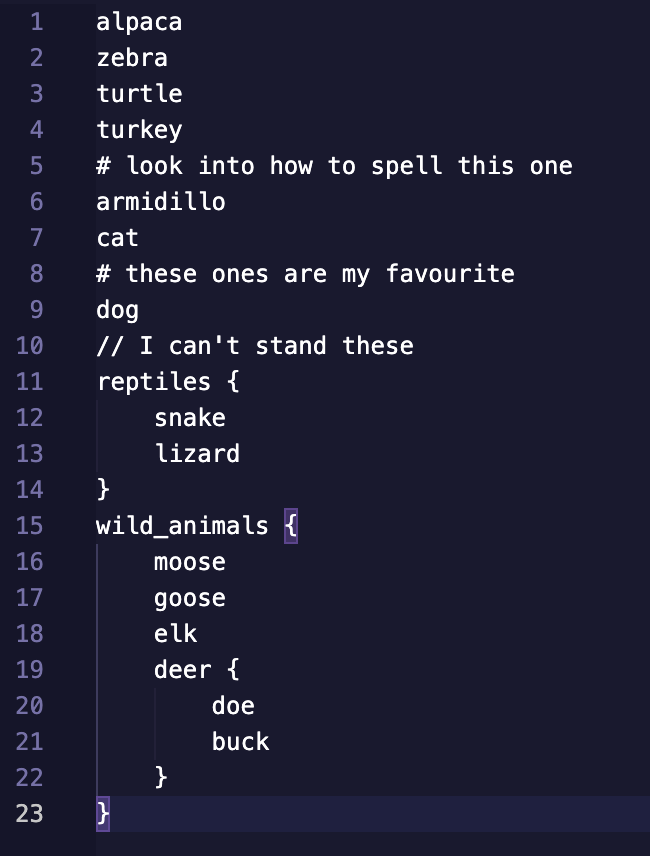 1 alpaca
2 zebra
3 turtle
4 turkey
5 # look into how to spell this one
6 armidillo
7 cat
8 # these ones are my favourite
9 dog
10 // I can't stand these
11 reptiles {
12     snake
13     lizard
14 }
15 wild_animals {
16     moose
17     goose
18     elk
19     deer {
20         doe
21         buck
22     }
23 }